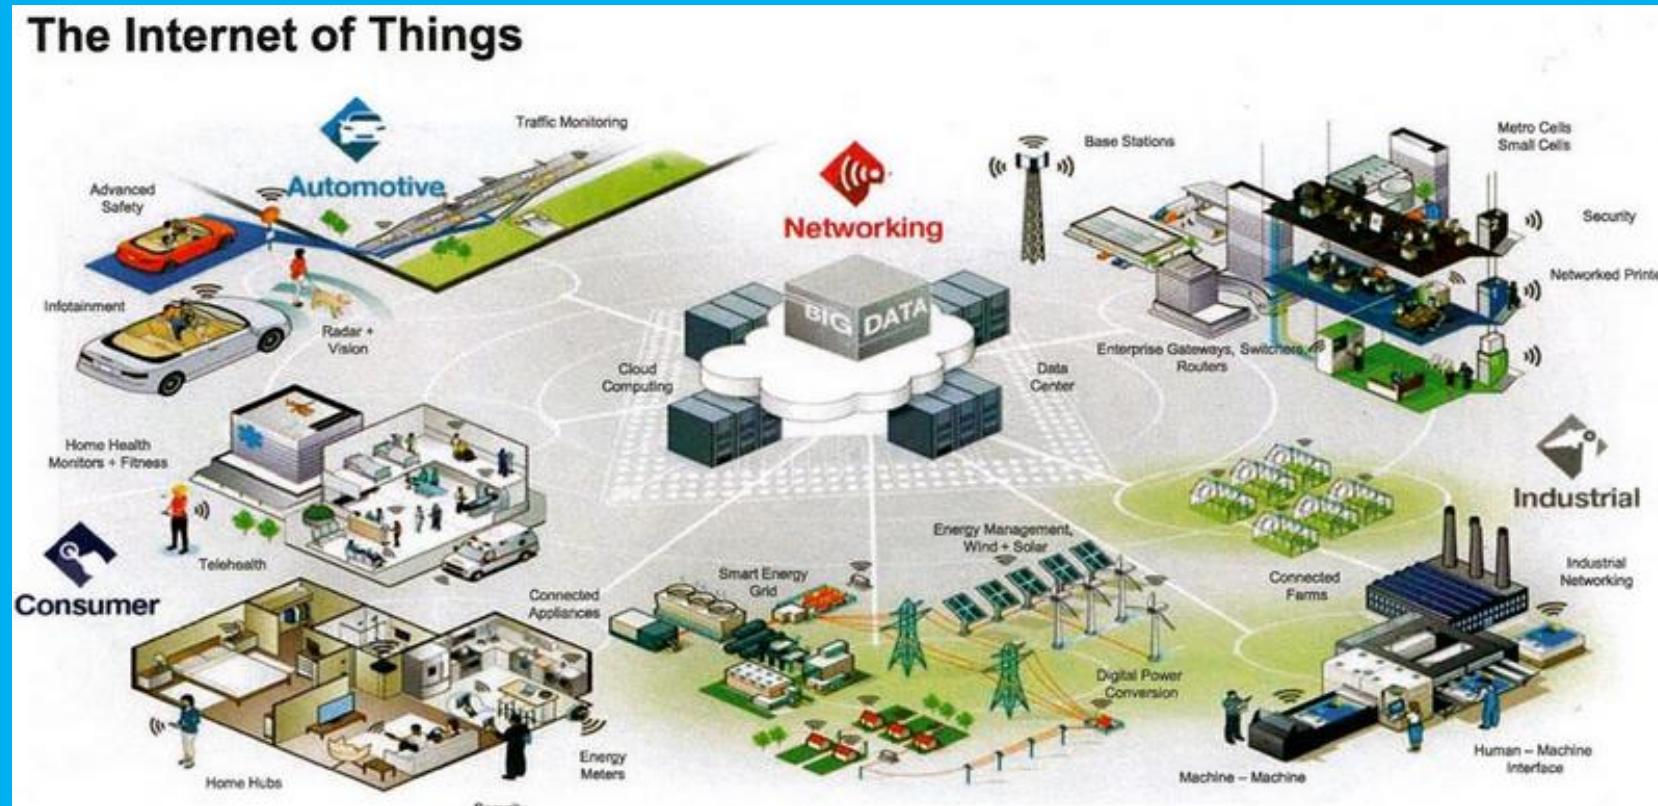 The Internet of Things
Traffic Monitoring
Automotive
Advanced
Safety
Infotainment
Radar +
Vision
Networking
Base Stations
Metro Cells
Small Cells
Security
Networked Printe
BIG DATA
Cloud
Computing
Data
Center
Enterprise Gateways, Switchers,
Routers
Home Health
Monitors + Fitness
Telehealth
Consumer
Industrial
Energy Management,
Wind + Solar
Smart Energy
Grid
Connected
Appliances
Connected
Farms
Industrial
Networking
Digital Power
Conversion
Home Hubs
Energy
Meters
Machine – Machine
Human – Machine
Interface